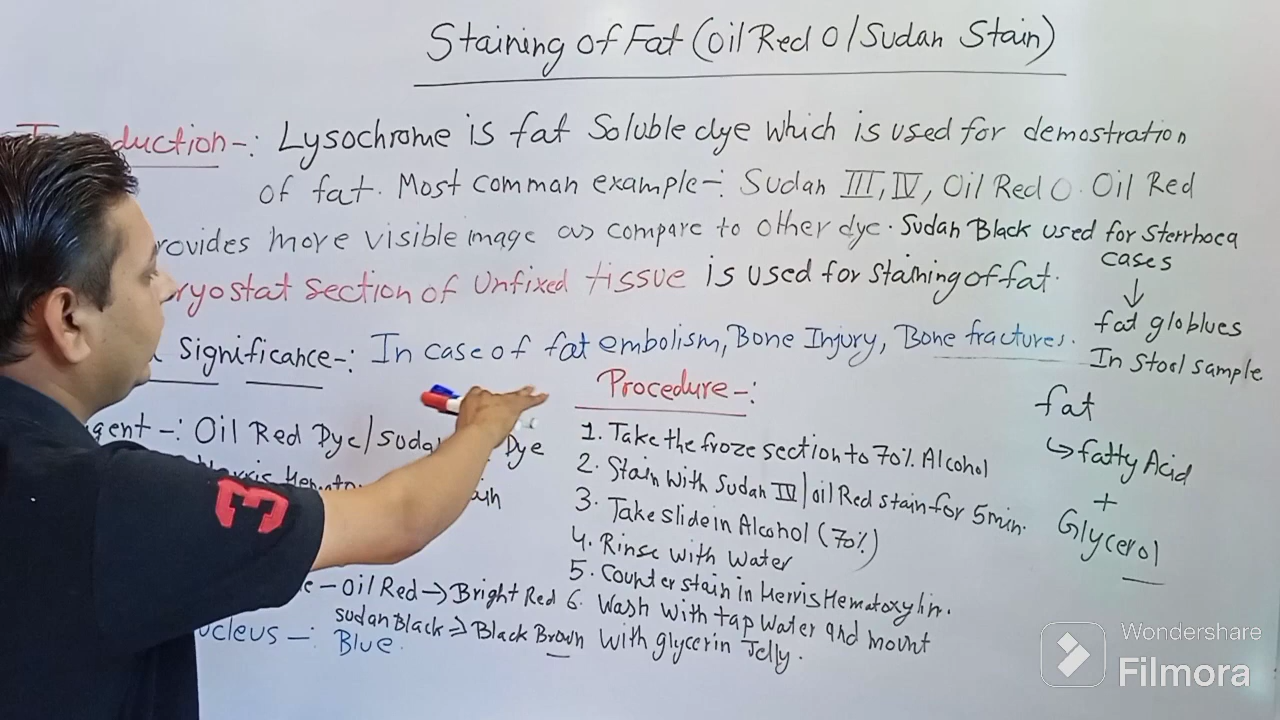 Staining of Fat (Oil Red O/Sudan Stain)
duction-: Lysochrome is fat Soluble dye which is used for demostration
of fat. Most comman example-: Sudan III, IV, Oil Red O. Oil Red
rovides more visible image as compare to other dye. Sudan Black used for Sterrhoea
cases
ryostat section of Unfixed tissue is used for staining of fat.
↓
fat globlues
In stool sample
Significance-: In case of fat embolism, Bone Injury, Bone fractures.
gent-: Oil Red Dye/Suda Dye
Oil Red → Bright Red
Sudan Black → Black Brown
ucleus-: Blue.
Procedure-:
1. Take the froze section to 70% Alcohol
2. Stain with Sudan IV/oil Red stain for 5 min.
3. Take slide in Alcohol (70%)
4. Rinse with Water
5. Counter stain in Herris Hematoxylin.
6. Wash with tap water and mount
with glycerin Jelly.
fat
↳ fatty Acid
+
Glycerol
3
Wondershare
Filmora